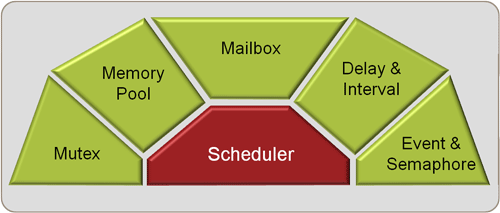 Mailbox
Memory
Pool
Delay &
Interval
Mutex
Scheduler
Event &
Semaphore